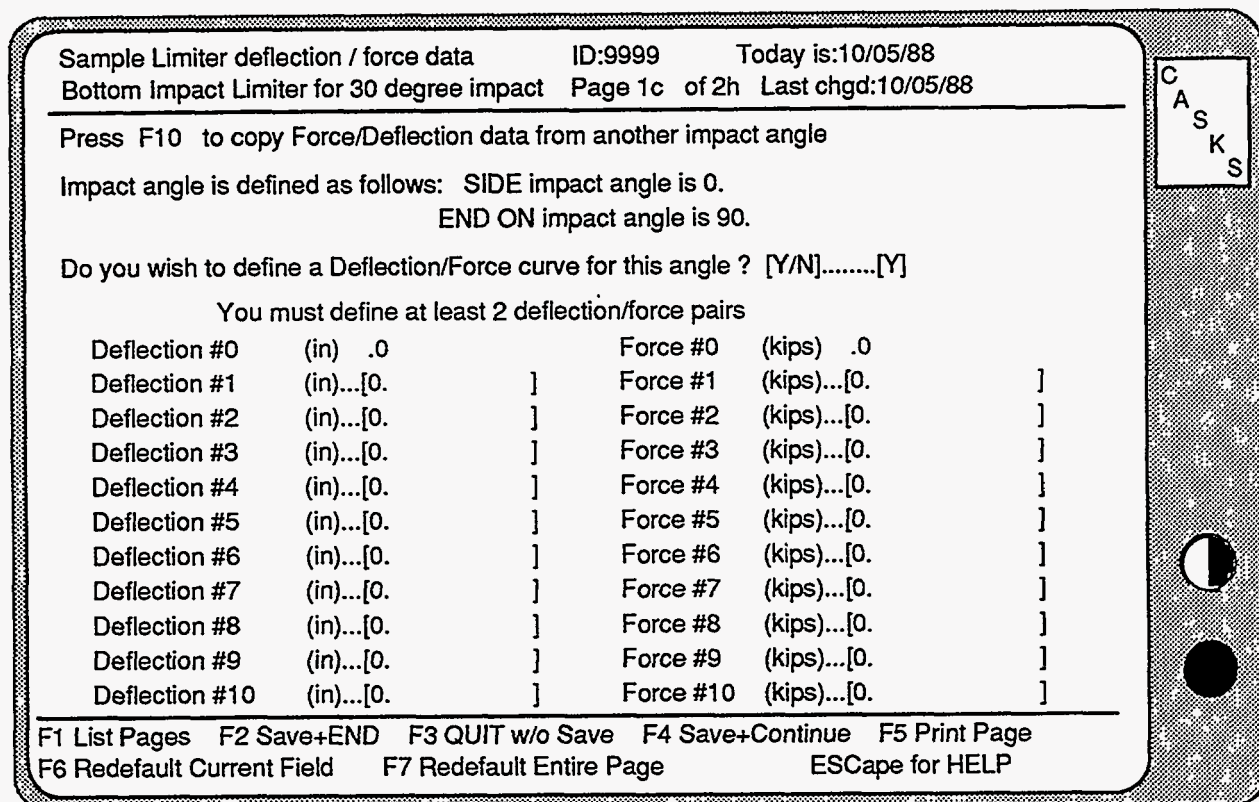 Sample Limiter deflection / force data ID:9999 Today is:10/05/88
Bottom Impact Limiter for 30 degree impact Page 1c of 2h Last chgd:10/05/88
Press F10 to copy Force/Deflection data from another impact angle
Impact angle is defined as follows: SIDE impact angle is 0.
END ON impact angle is 90.
Do you wish to define a Deflection/Force curve for this angle ? [Y/N]........[Y]
You must define at least 2 deflection/force pairs
Deflection #0 (in) .0 Force #0 (kips) .0
Deflection #1 (in)...[0. ] Force #1 (kips)...[0. ]
Deflection #2 (in)...[0. ] Force #2 (kips)...[0. ]
Deflection #3 (in)...[0. ] Force #3 (kips)...[0. ]
Deflection #4 (in)...[0. ] Force #4 (kips)...[0. ]
Deflection #5 (in)...[0. ] Force #5 (kips)...[0. ]
Deflection #6 (in)...[0. ] Force #6 (kips)...[0. ]
Deflection #7 (in)...[0. ] Force #7 (kips)...[0. ]
Deflection #8 (in)...[0. ] Force #8 (kips)...[0. ]
Deflection #9 (in)...[0. ] Force #9 (kips)...[0. ]
Deflection #10 (in)...[0. ] Force #10 (kips)...[0. ]
F1 List Pages F2 Save+END F3 QUIT w/o Save F4 Save+Continue F5 Print Page
F6 Redefault Current Field F7 Redefault Entire Page ESCape for HELP
CASKS